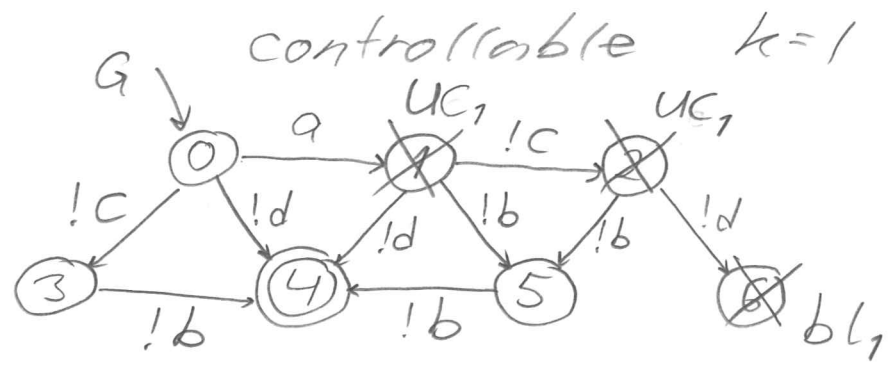 controllable k=1
G
UC1 UC1
0 a 1 !c 2
!c !d !d !b !b !d
3 4 5 6
!b !b bl1